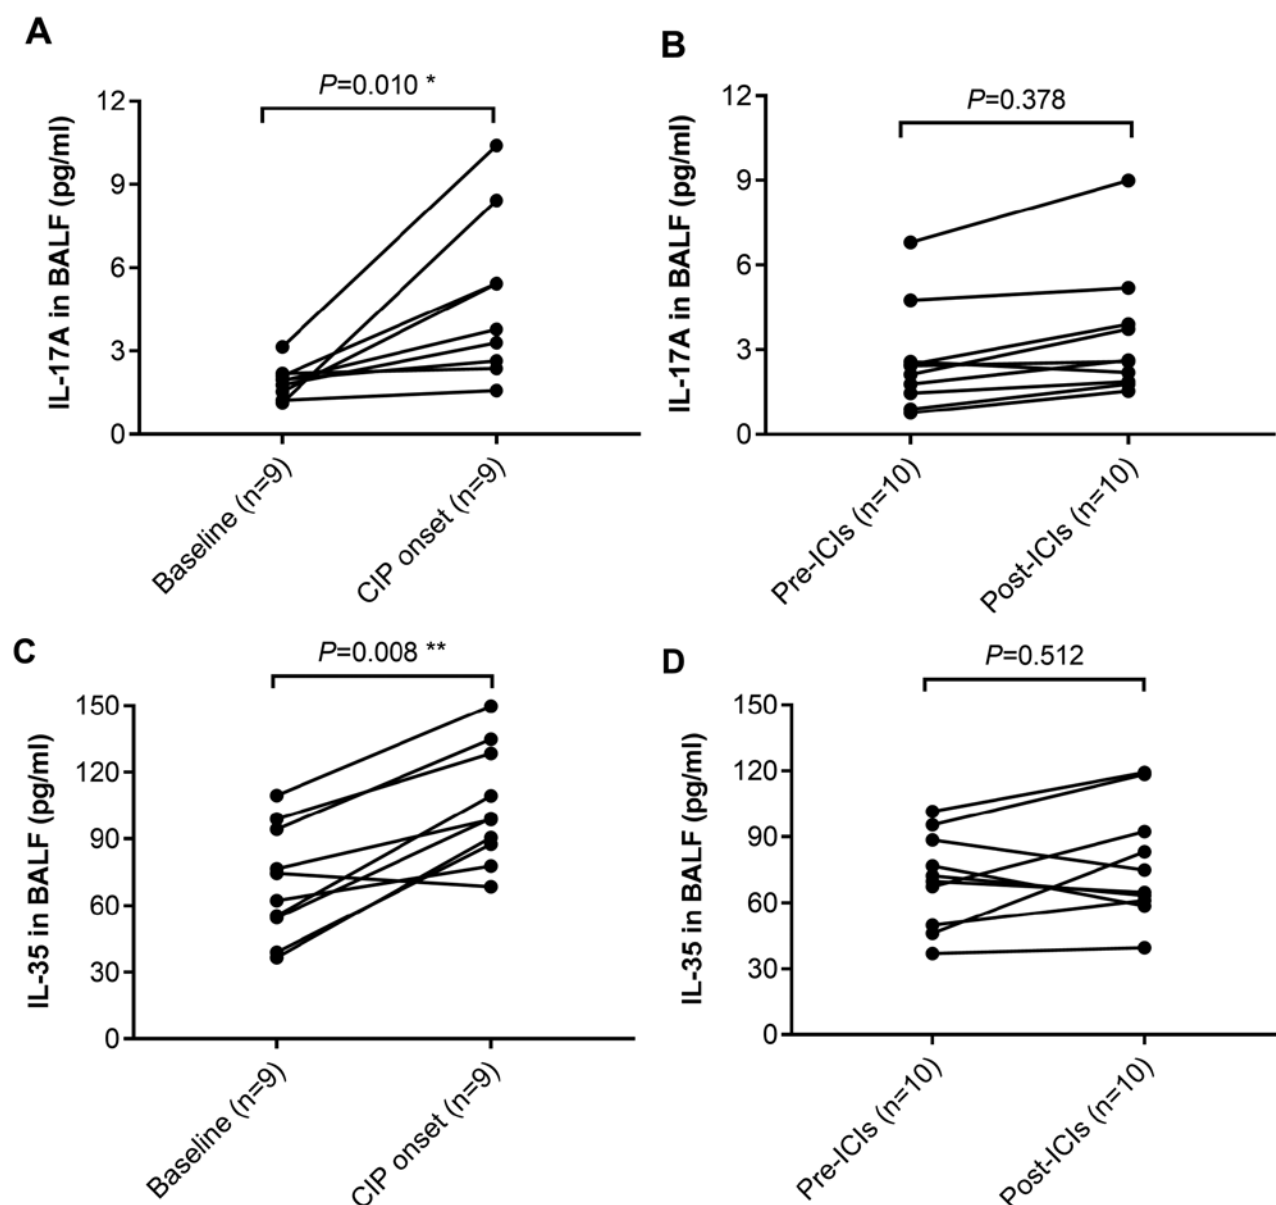 A
P=0.010 *
IL-17A in BALF (pg/ml)
12
9
6
3
0
Baseline (n=9)
CIP onset (n=9)
B
P=0.378
IL-17A in BALF (pg/ml)
12
9
6
3
0
Pre-ICIs (n=10)
Post-ICIs (n=10)
C
P=0.008 **
IL-35 in BALF (pg/ml)
150
120
90
60
30
0
Baseline (n=9)
CIP onset (n=9)
D
P=0.512
IL-35 in BALF (pg/ml)
150
120
90
60
30
0
Pre-ICIs (n=10)
Post-ICIs (n=10)